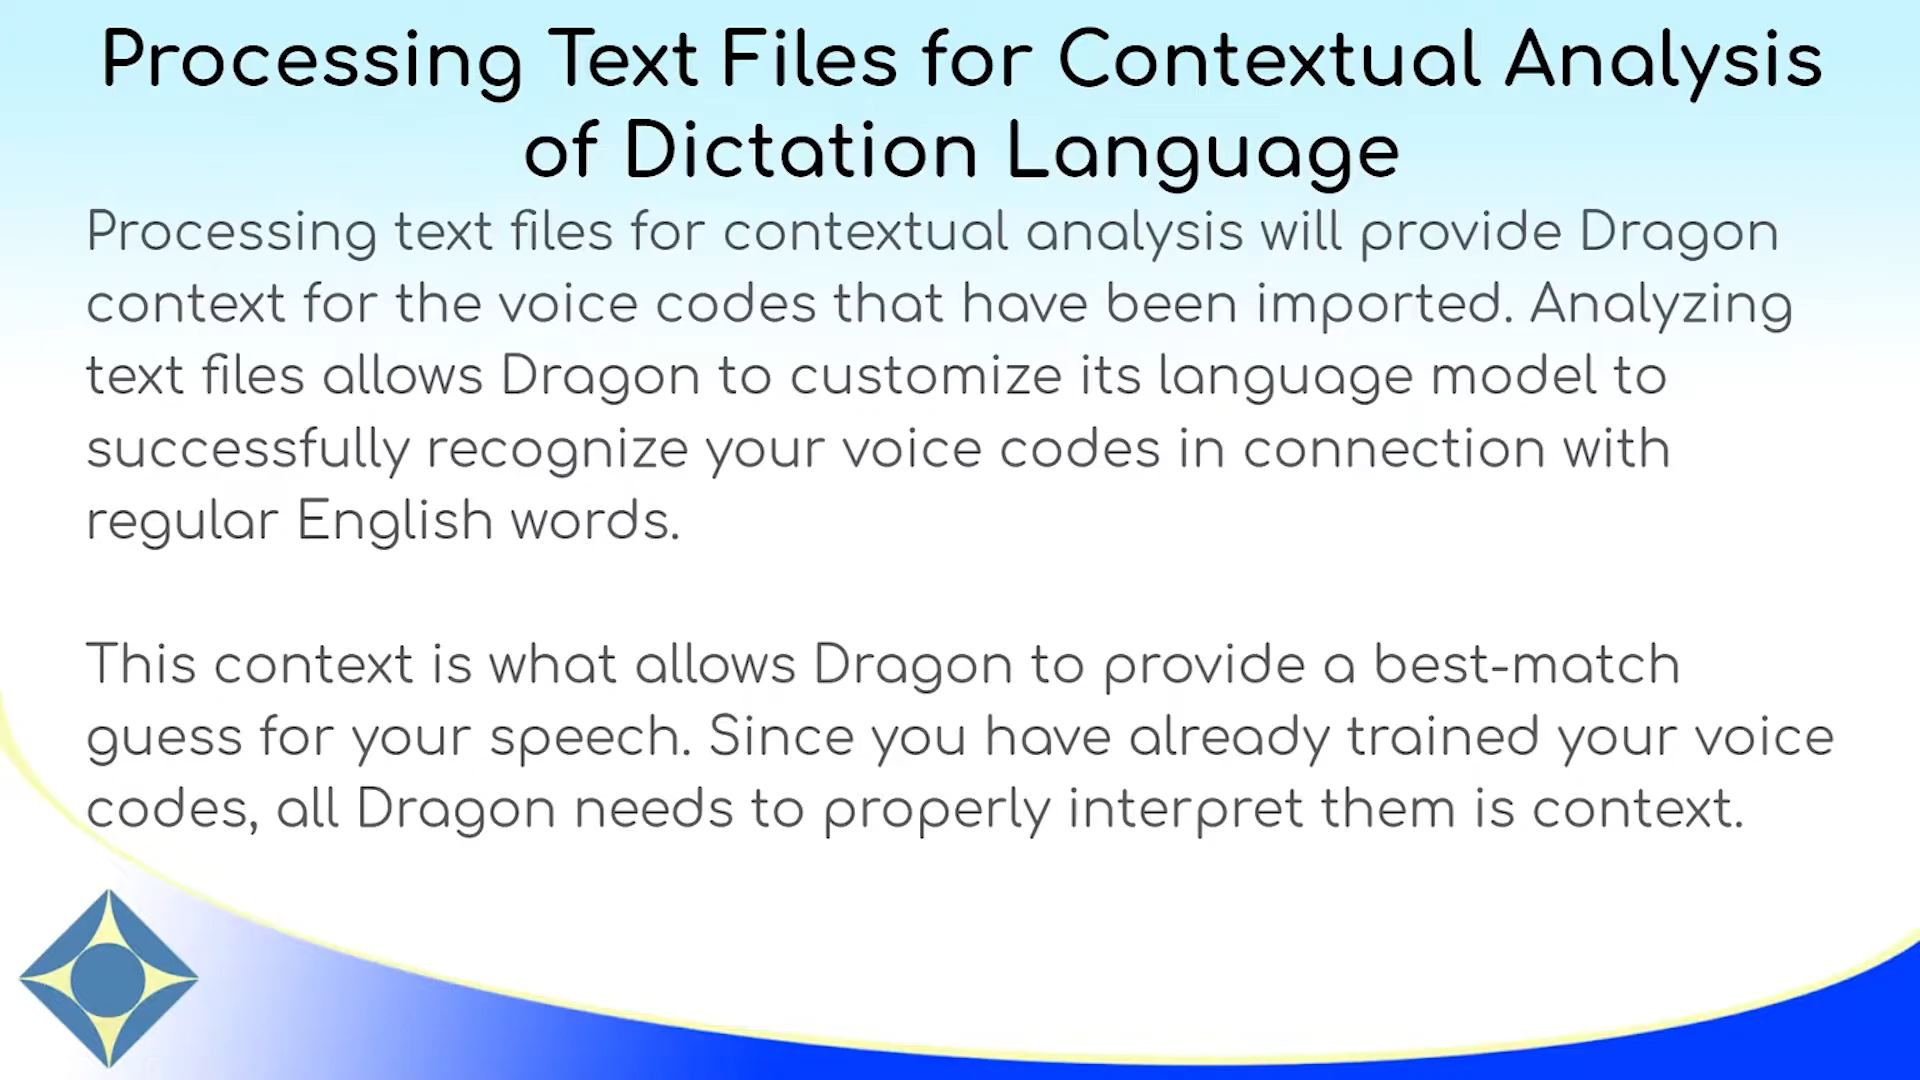 Processing Text Files for Contextual Analysis
of Dictation Language
Processing text files for contextual analysis will provide Dragon
context for the voice codes that have been imported. Analyzing
text files allows Dragon to customize its language model to
successfully recognize your voice codes in connection with
regular English words.
This context is what allows Dragon to provide a best-match
guess for your speech. Since you have already trained your voice
codes, all Dragon needs to properly interpret them is context.